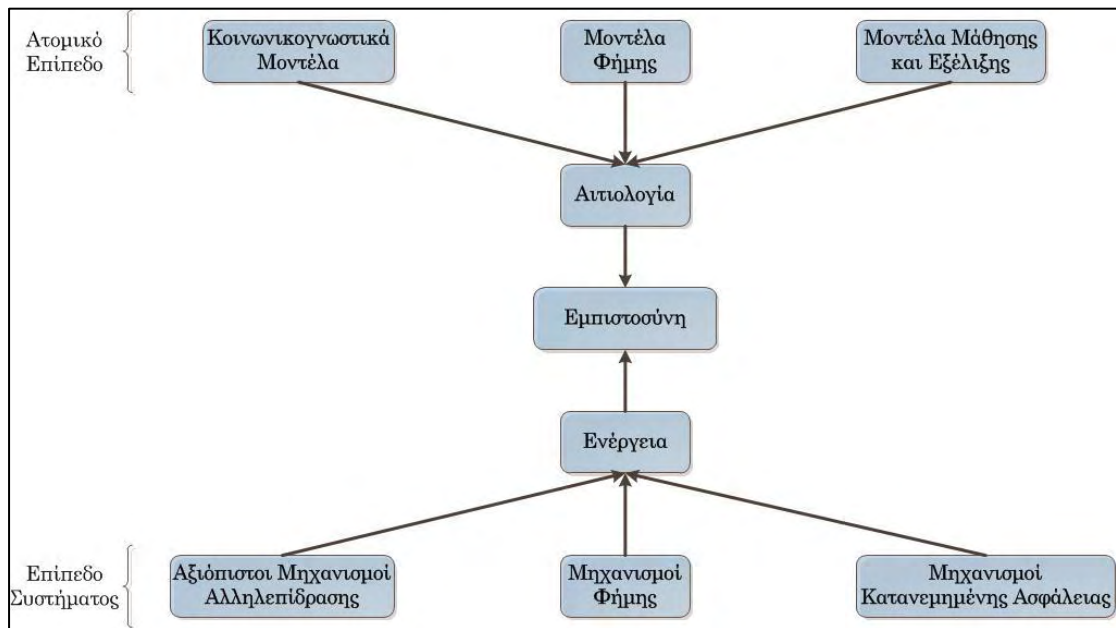 Ατομικό
Επίπεδο
Κοινωνικογνωστικά
Μοντέλα
Μοντέλα
Φήμης
Μοντέλα Μάθησης
και Εξέλιξης
Αιτιολογία
Εμπιστοσύνη
Ενέργεια
Επίπεδο
Συστήματος
Αξιόπιστοι Μηχανισμοί
Αλληλεπίδρασης
Μηχανισμοί
Φήμης
Μηχανισμοί
Κατανεμημένης Ασφάλειας